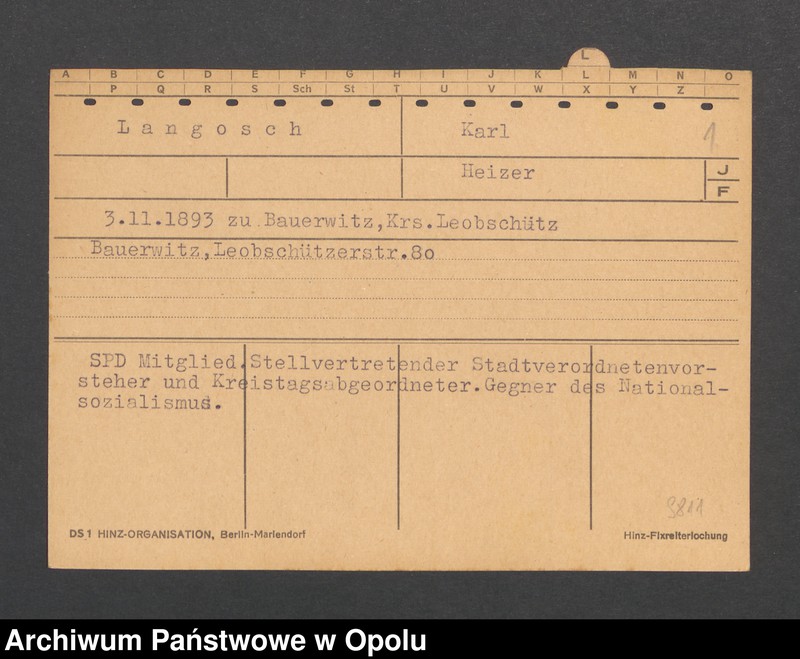 L
A B C D E F G H I J K L M N O
P Q R S Sch St T U V W X Y Z
Langosch Karl 1
Heizer J
F
3.11.1893 zu Bauerwitz,Krs.Leobschütz
Bauerwitz,Leobschützerstr.80
SPD Mitglied.Stellvertretender Stadtverordnetenvor-
steher und Kreistagsabgeordneter.Gegner des National-
sozialismus.
3811
DS 1 HINZ-ORGANISATION, Berlin-Mariendorf Hinz-Fixreiterlochung
Archiwum Państwowe w Opolu